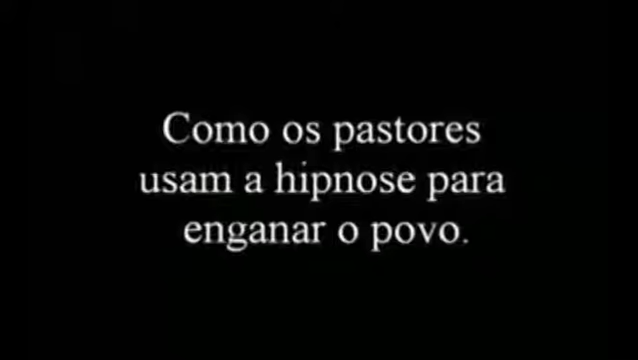 Como os pastores
usam a hipnose para
enganar o povo.